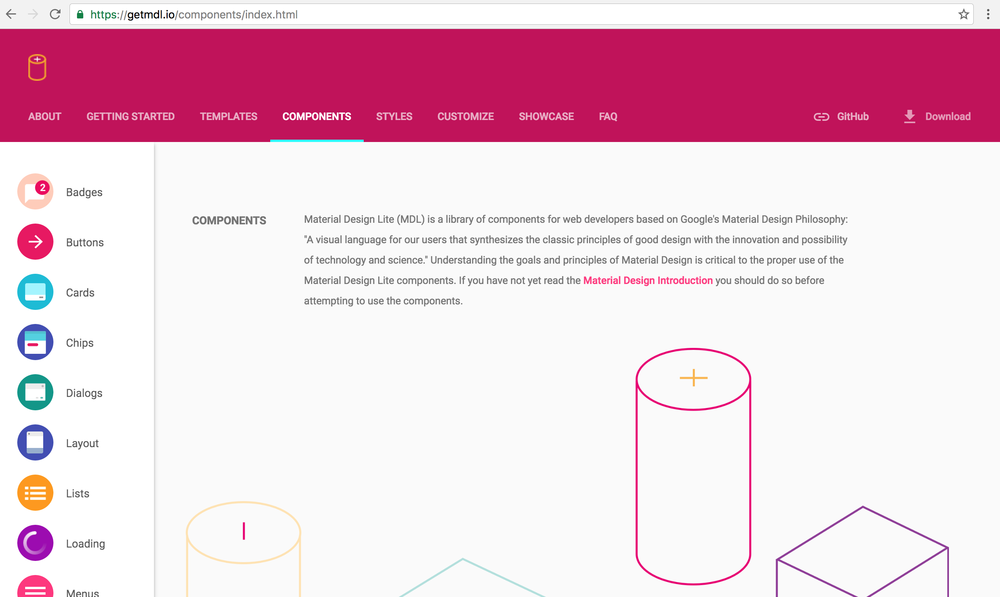 https://getmdl.io/components/index.html
ABOUT GETTING STARTED TEMPLATES COMPONENTS STYLES CUSTOMIZE SHOWCASE FAQ GitHub Download
2
Badges
Buttons
Cards
Chips
Dialogs
Layout
Lists
Loading
Menus
COMPONENTS
Material Design Lite (MDL) is a library of components for web developers based on Google's Material Design Philosophy:
"A visual language for our users that synthesizes the classic principles of good design with the innovation and possibility
of technology and science." Understanding the goals and principles of Material Design is critical to the proper use of the
Material Design Lite components. If you have not yet read the Material Design Introduction you should do so before
attempting to use the components.